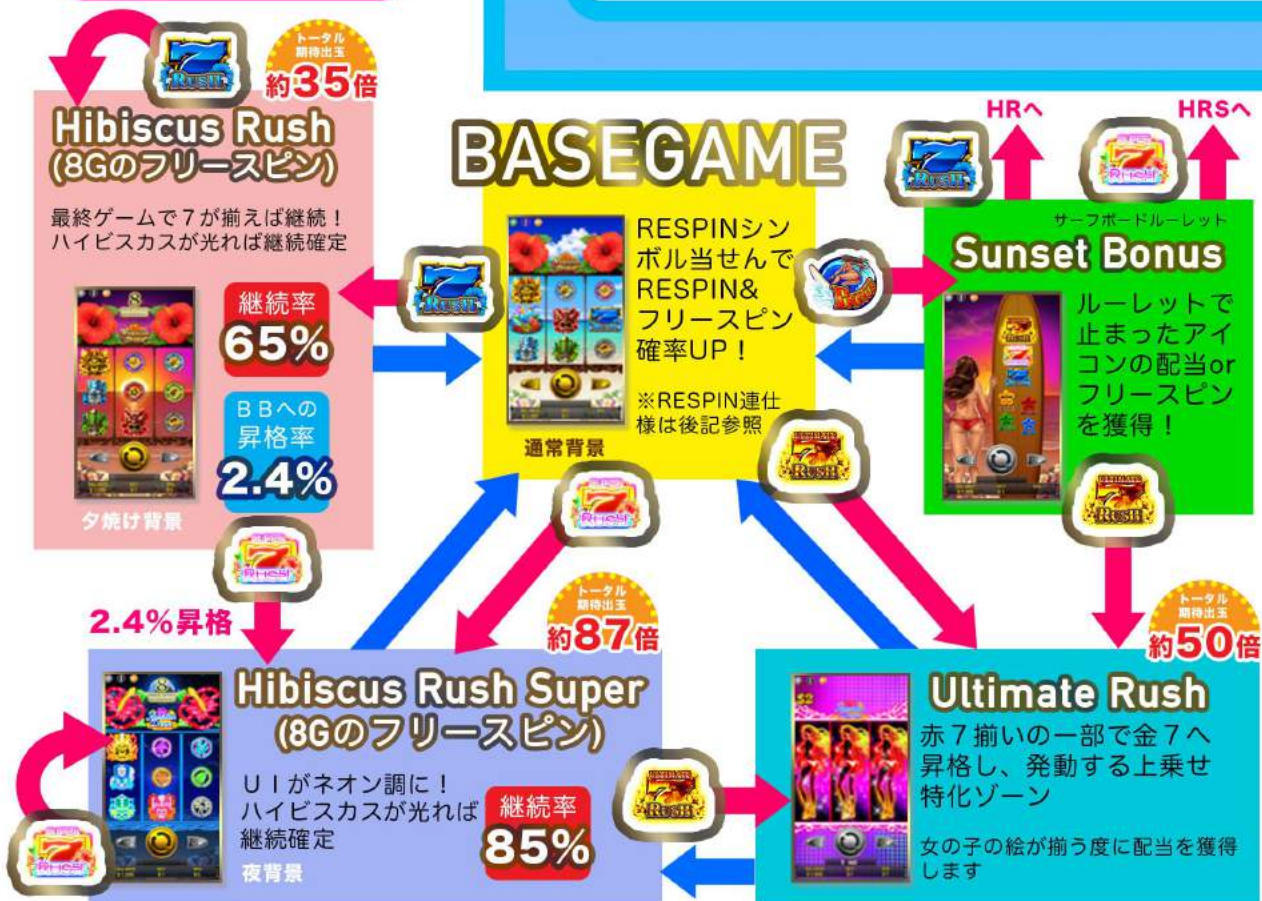 RUSH
トータル
期待出玉
約35倍
Hibiscus Rush
(8Gのフリースピン)
最終ゲームで7が揃えば継続!
ハイビスカスが光れば継続確定
継続率
65%
BBへの
昇格率
2.4%
夕焼け背景
BASEGAME
RESPINシン
ボル当せんで
RESPIN&
フリースピン
確率UP!
※RESPIN連仕
様は後記参照
通常背景
RUSH
HRへ
HRSへ
RUSH
サーフボードルーレット
Sunset Bonus
ルーレットで
止まったアイ
コンの配当or
フリースピン
を獲得!
ULTIMATE
RUSH
SUPER
RUSH
ULTIMATE
RUSH
SUPER
RUSH
2.4%昇格
トータル
期待出玉
約87倍
Hibiscus Rush Super
(8Gのフリースピン)
UIがネオン調に!
ハイビスカスが光れば
継続確定
継続率
85%
夜背景
ULTIMATE
RUSH
トータル
期待出玉
約50倍
Ultimate Rush
赤7揃いの一部で金7へ
昇格し、発動する上乗せ
特化ゾーン
女の子の絵が揃う度に配当を獲得
します